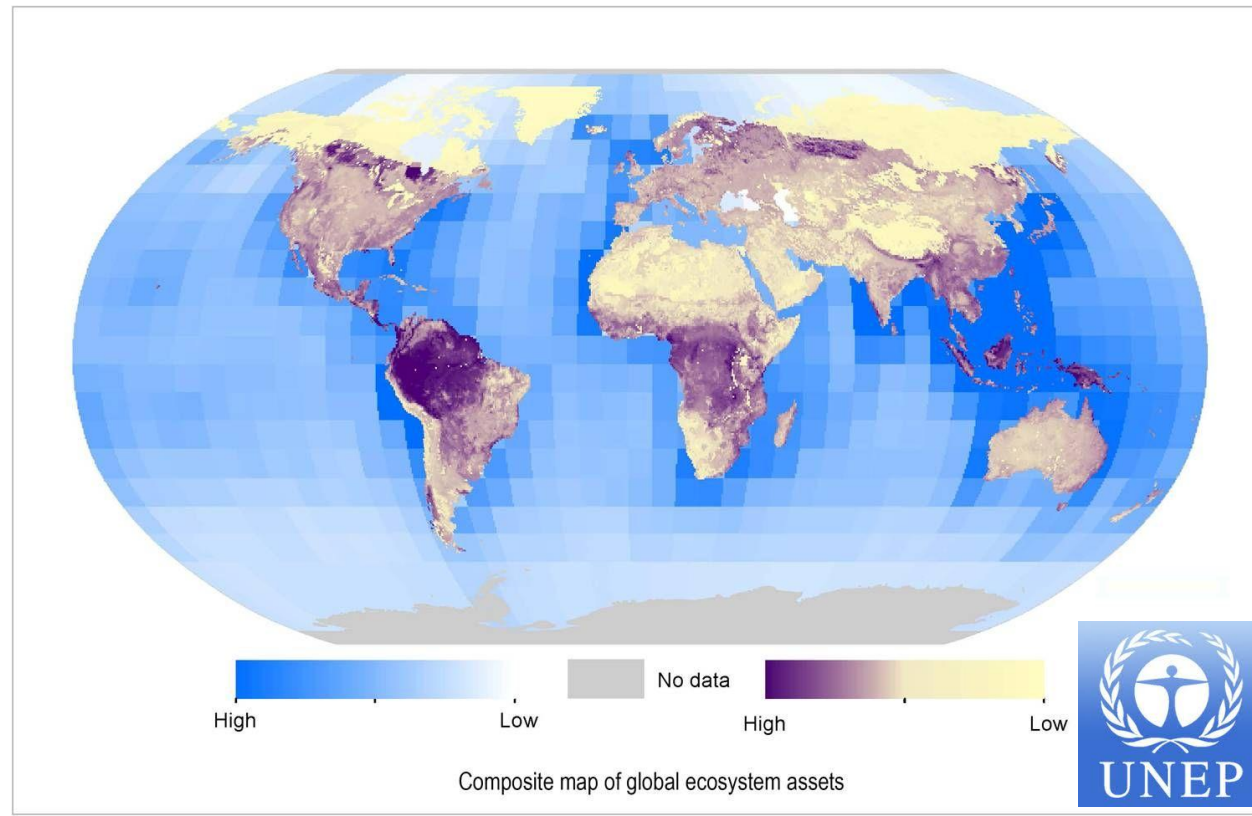 High
Low
No data
High
Low
Composite map of global ecosystem assets
UNEP